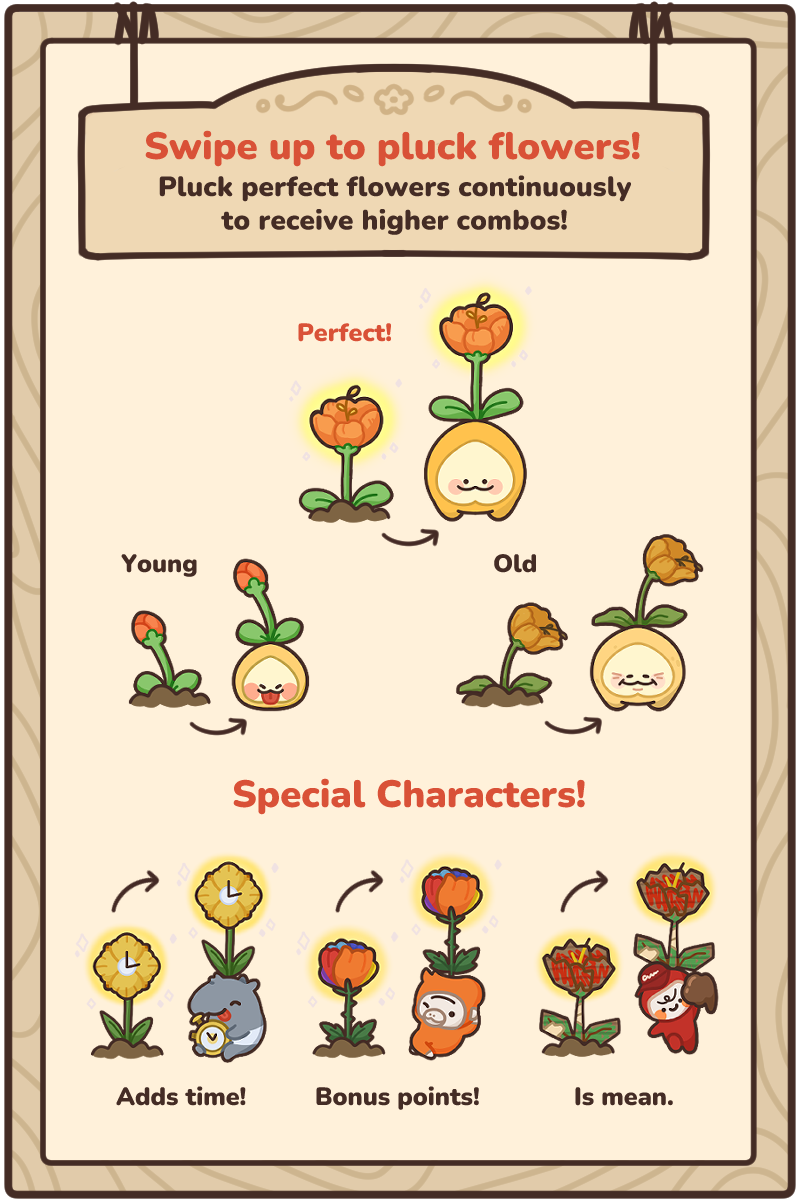 Swipe up to pluck flowers!
Pluck perfect flowers continuously
to receive higher combos!
Perfect!
Young
Old
Special Characters!
Adds time!
Bonus points!
Is mean.